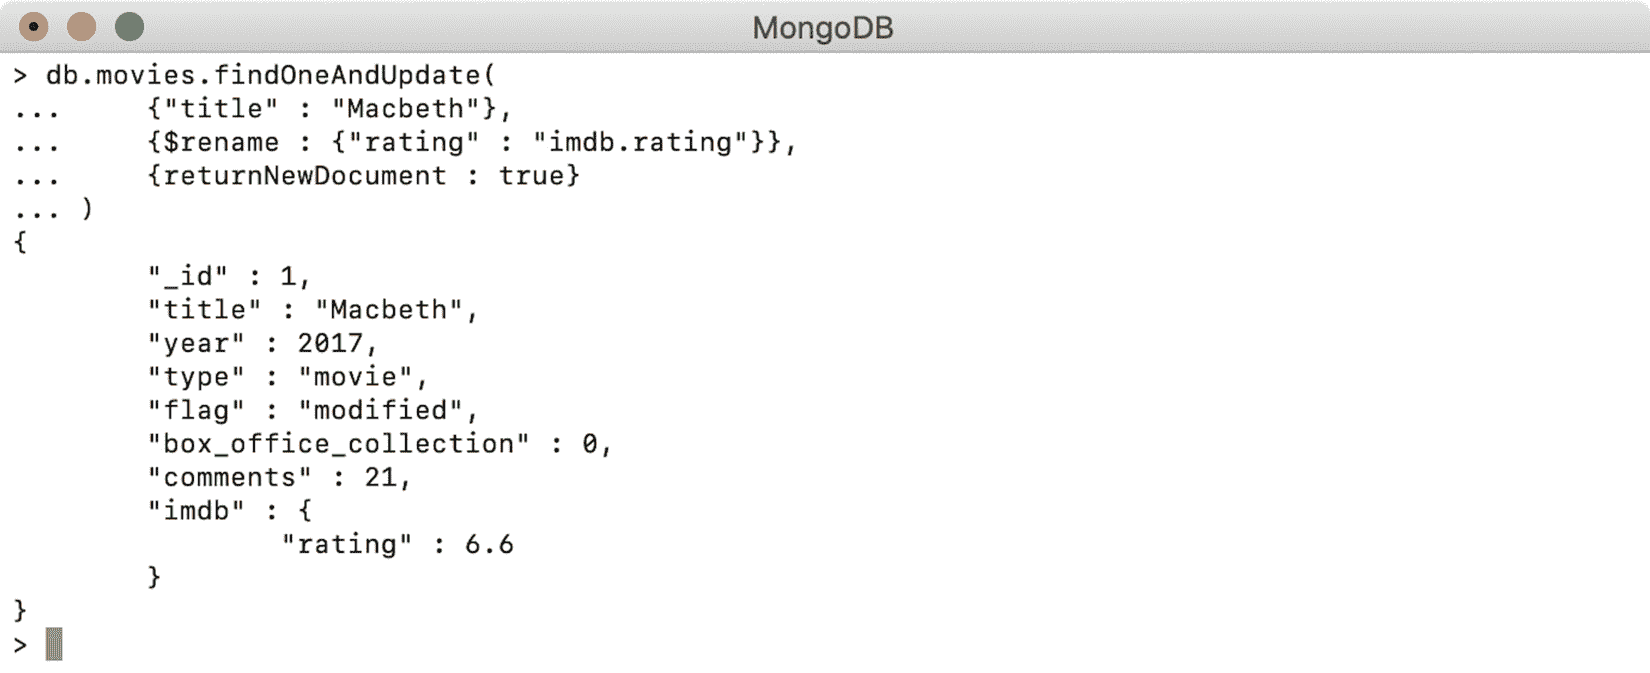 MongoDB
> db.movies.findOneAndUpdate(
...     {"title" : "Macbeth"},
...     {$rename : {"rating" : "imdb.rating"}},
...     {returnNewDocument : true}
... )
{
        "_id" : 1,
        "title" : "Macbeth",
        "year" : 2017,
        "type" : "movie",
        "flag" : "modified",
        "box_office_collection" : 0,
        "comments" : 21,
        "imdb" : {
                "rating" : 6.6
        }
}
>